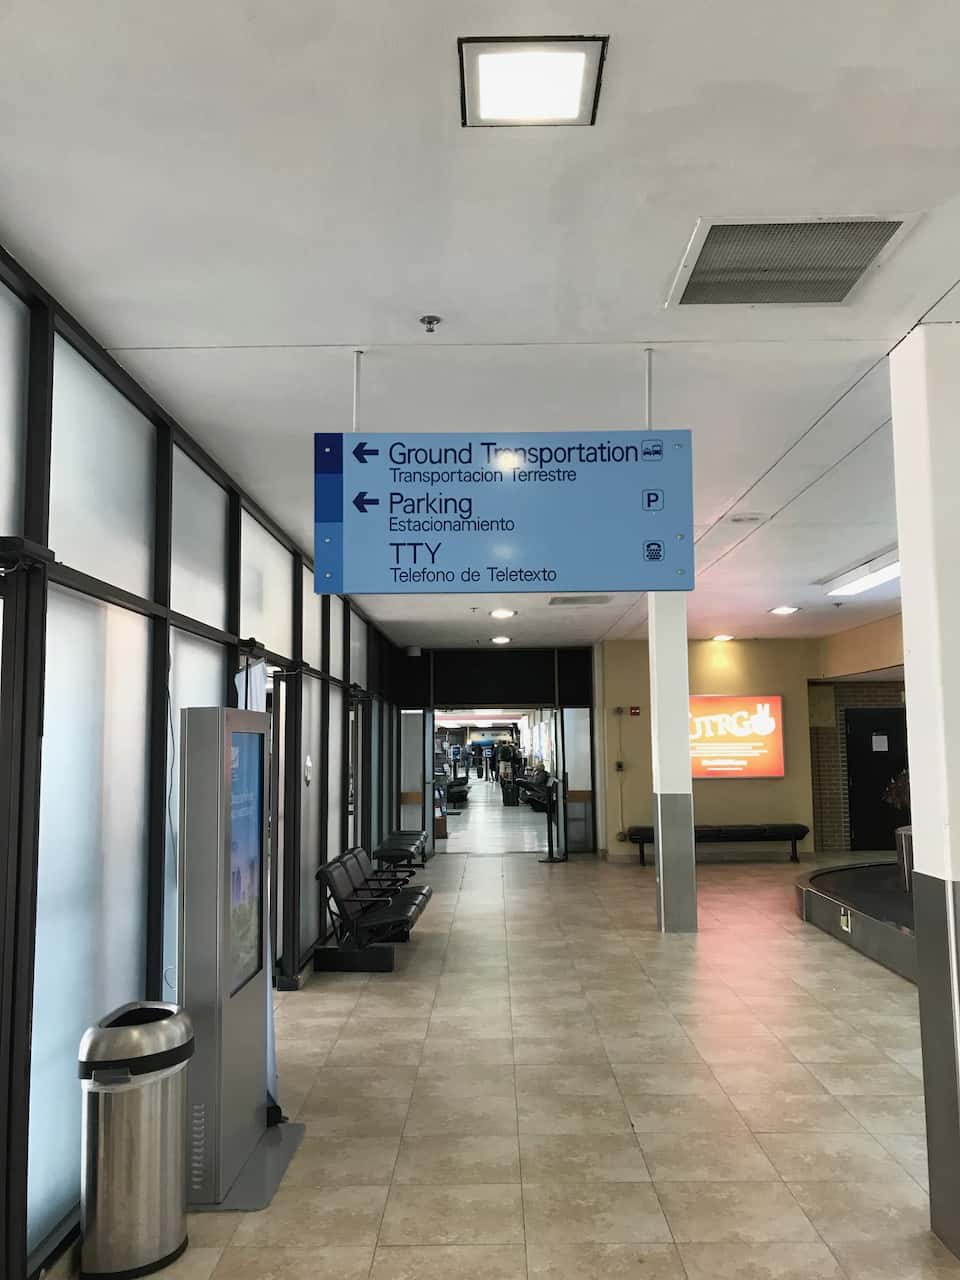 Ground Transportation
Transportacion Terrestre
Parking
Estacionamiento
P
TTY
Telefono de Teletexto
UTRGV